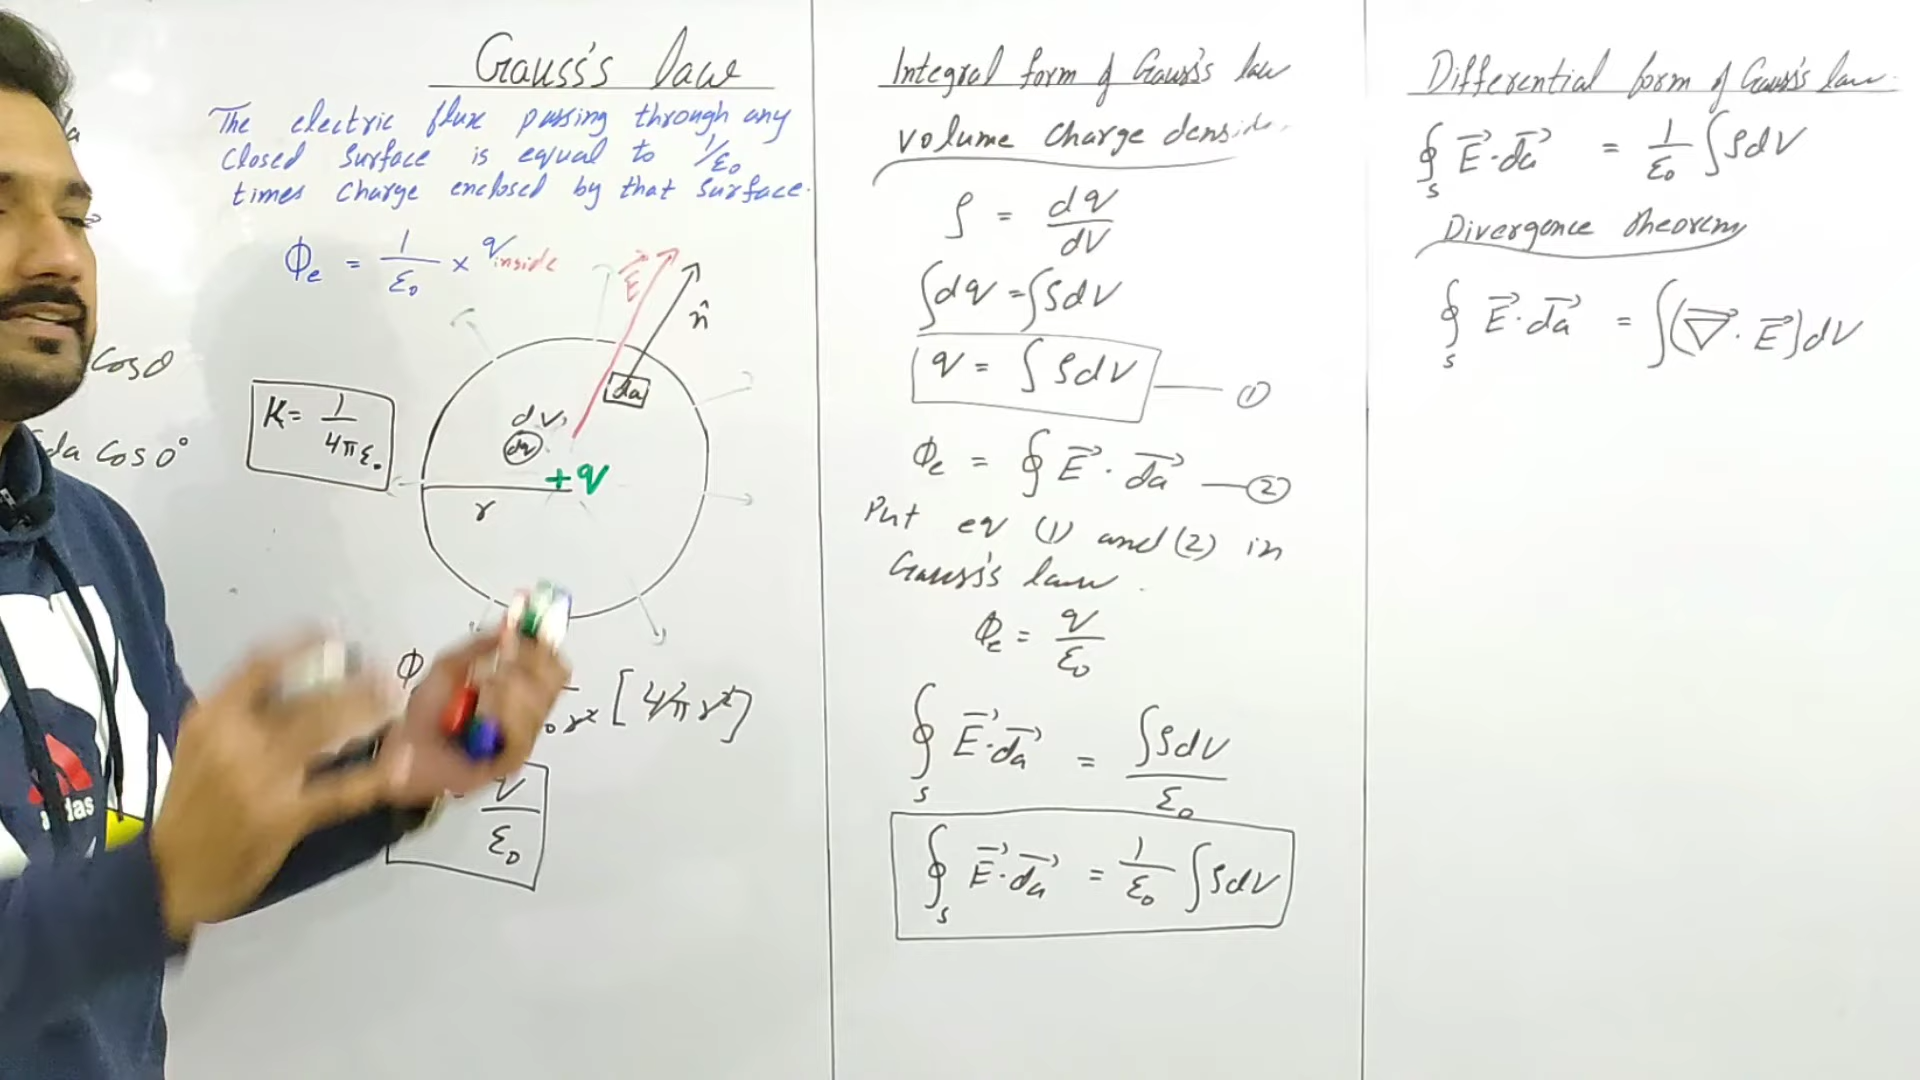 Gauss's law
The electric flux passing through any
closed surface is equal to 1/ε₀
times charge enclosed by that surface.
Φe = 1/ε₀ × q inside
E⃗
n̂
da
dv,
dq
+q
r
K = 1/4πε₀
cosθ
da cos0°
Φ
[4πr²]
ε₀
adidas
Integral form of Gauss's law
volume charge
ρ = dq/dV
∫dq = ∫ρdV
q = ∫ρdV — ①
Φe = ∮ E⃗·da⃗ — ②
Put eq (1) and (2) in
Gauss's law.
Φe = q/ε₀
∮s E⃗·da⃗ = ∫ρdV/ε₀
∮s E⃗·da⃗ = 1/ε₀ ∫ρdV
Differential form of Gauss's law.
∮s E⃗·da⃗ = 1/ε₀ ∫ρdV
Divergence theorem
∮s E⃗·da⃗ = ∫(∇⃗·E⃗)dV